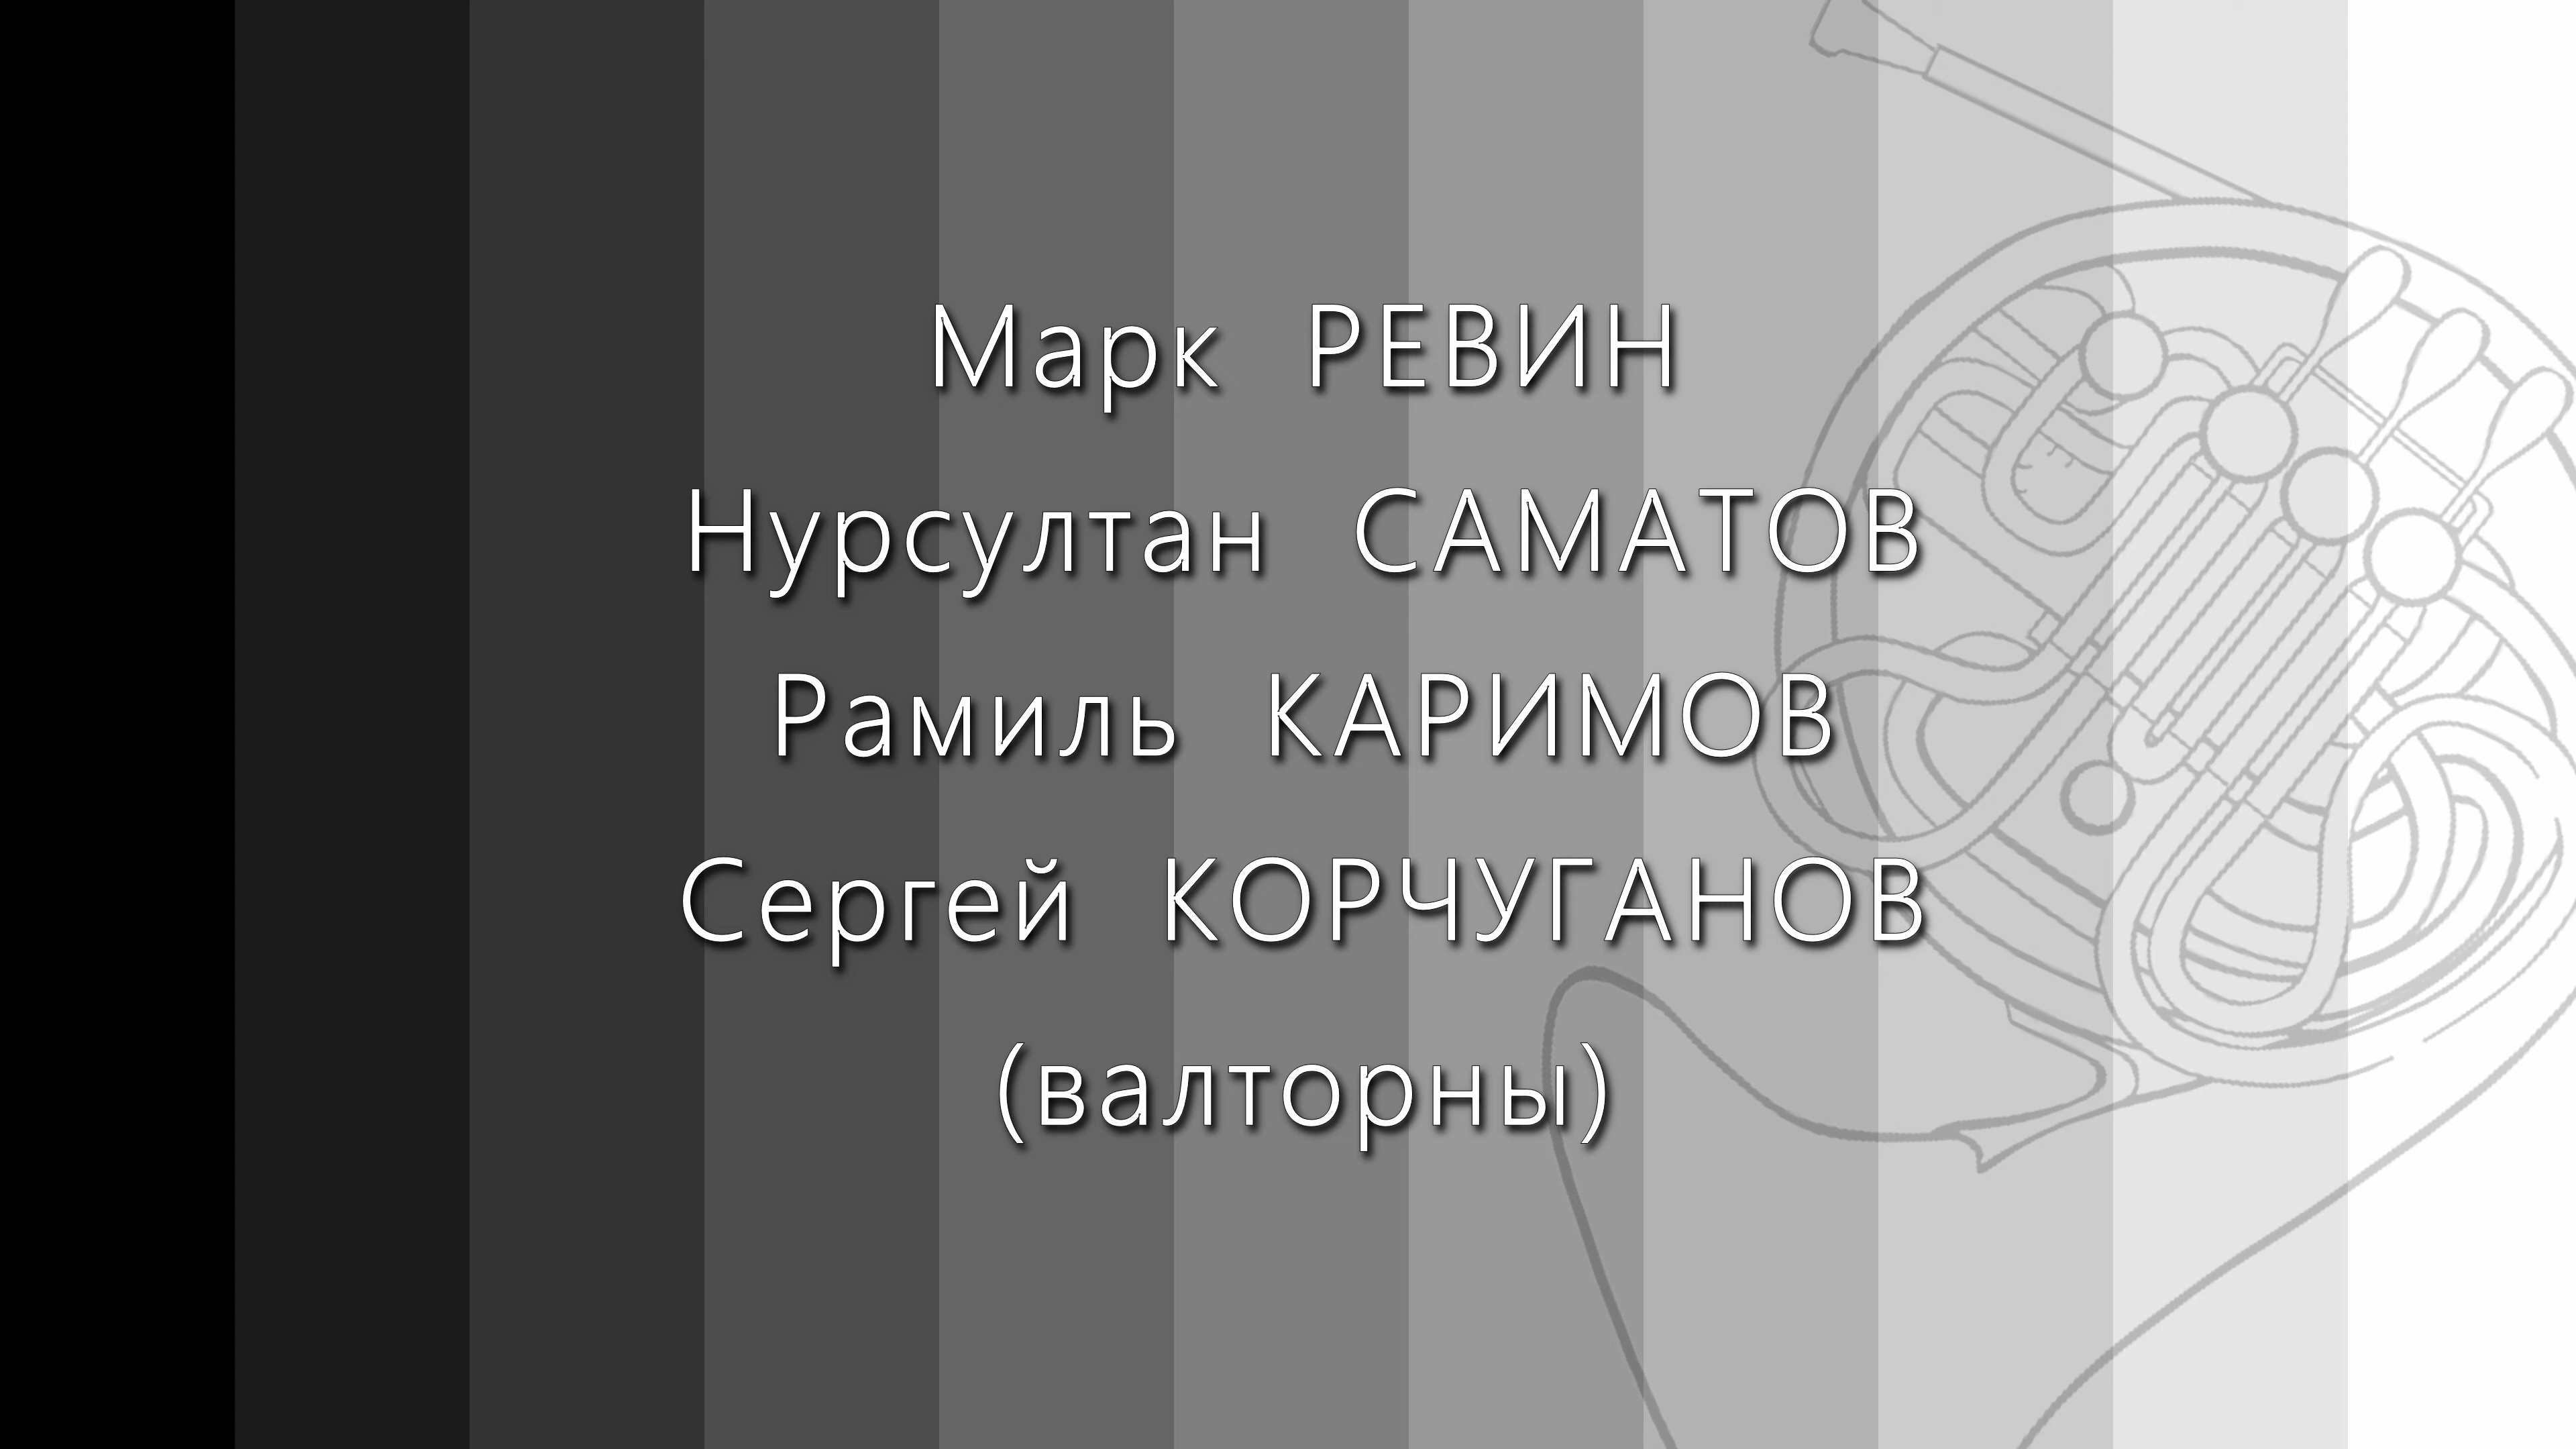 Марк РЕВИН
Нурсултан САМАТОВ
Рамиль КАРИМОВ
Сергей КОРЧУГАНОВ
(валторны)